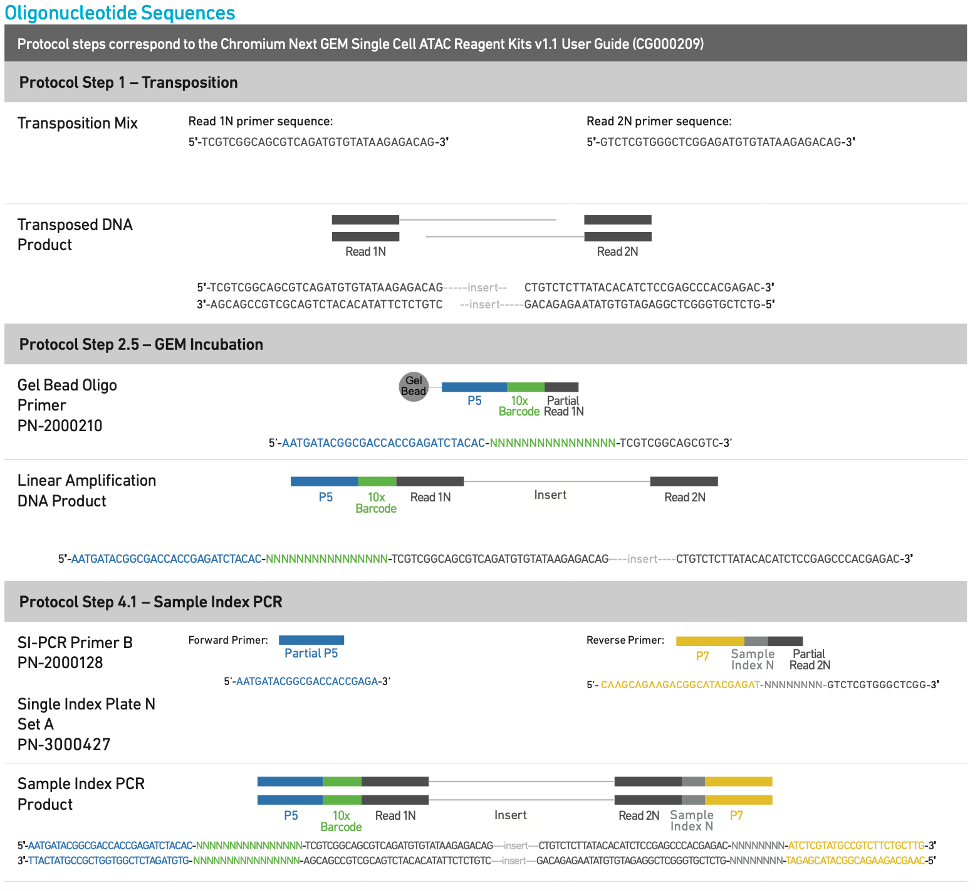 Oligonucleotide Sequences
Protocol steps correspond to the Chromium Next GEM Single Cell ATAC Reagent Kits v1.1 User Guide (CG000209)
Protocol Step 1 – Transposition
Transposition Mix
Read 1N primer sequence:
Read 2N primer sequence:
5'-TCGTCGGCAGCGTCAGATGTGTATAAGAGACAG-3'
5'-GTCTCGTGGGCTCGGAGATGTGTATAAGAGACAG-3'
Transposed DNA
Product
Read 1N
Read 2N
5'-TCGTCGGCAGCGTCAGATGTGTATAAGAGACAG-----insert-- CTGTCTCTTATACACATCTCCGAGCCCACGAGAC-3'
3'-AGCAGCCGTCGCAGTCTACACATATTCTCTGTC --insert-----GACAGAGAATATGTGTAGAGGCTCGGGTGCTCTG-5'
Protocol Step 2.5 – GEM Incubation
Gel Bead Oligo
Primer
PN-2000210
Gel
Bead
P5
10x
Barcode
Partial
Read 1N
5'-AATGATACGGCGACCACCGAGATCTACAC-NNNNNNNNNNNNNNNN-TCGTCGGCAGCGTC-3'
Linear Amplification
DNA Product
P5
10x
Barcode
Read 1N
Insert
Read 2N
5'-AATGATACGGCGACCACCGAGATCTACAC-NNNNNNNNNNNNNNNN-TCGTCGGCAGCGTCAGATGTGTATAAGAGACAG----insert----CTGTCTCTTATACACATCTCCGAGCCCACGAGAC-3'
Protocol Step 4.1 – Sample Index PCR
SI-PCR Primer B
PN-2000128
Forward Primer:
Partial P5
Reverse Primer:
P7
Sample
Index N
Partial
Read 2N
5'-AATGATACGGCGACCACCGAGA-3'
5'- CAAGCAGAAGACGGCATACGAGAT-NNNNNNNN-GTCTCGTGGGCTCGG-3'
Single Index Plate N
Set A
PN-3000427
Sample Index PCR
Product
P5
10x
Barcode
Read 1N
Insert
Read 2N
Sample
Index N
P7
5'-AATGATACGGCGACCACCGAGATCTACAC-NNNNNNNNNNNNNNNN-TCGTCGGCAGCGTCAGATGTGTATAAGAGACAG---insert---CTGTCTCTTATACACATCTCCGAGCCCACGAGAC-NNNNNNNN-ATCTCGTATGCCGTCTTCTGCTTG-3'
3'-TTACTATGCCGCTGGTGGCTCTAGATGTG-NNNNNNNNNNNNNNNN-AGCAGCCGTCGCAGTCTACACATATTCTCTGTC---insert---GACAGAGAATATGTGTAGAGGCTCGGGTGCTCTG-NNNNNNNN-TAGAGCATACGGCAGAAGACGAAC-5'